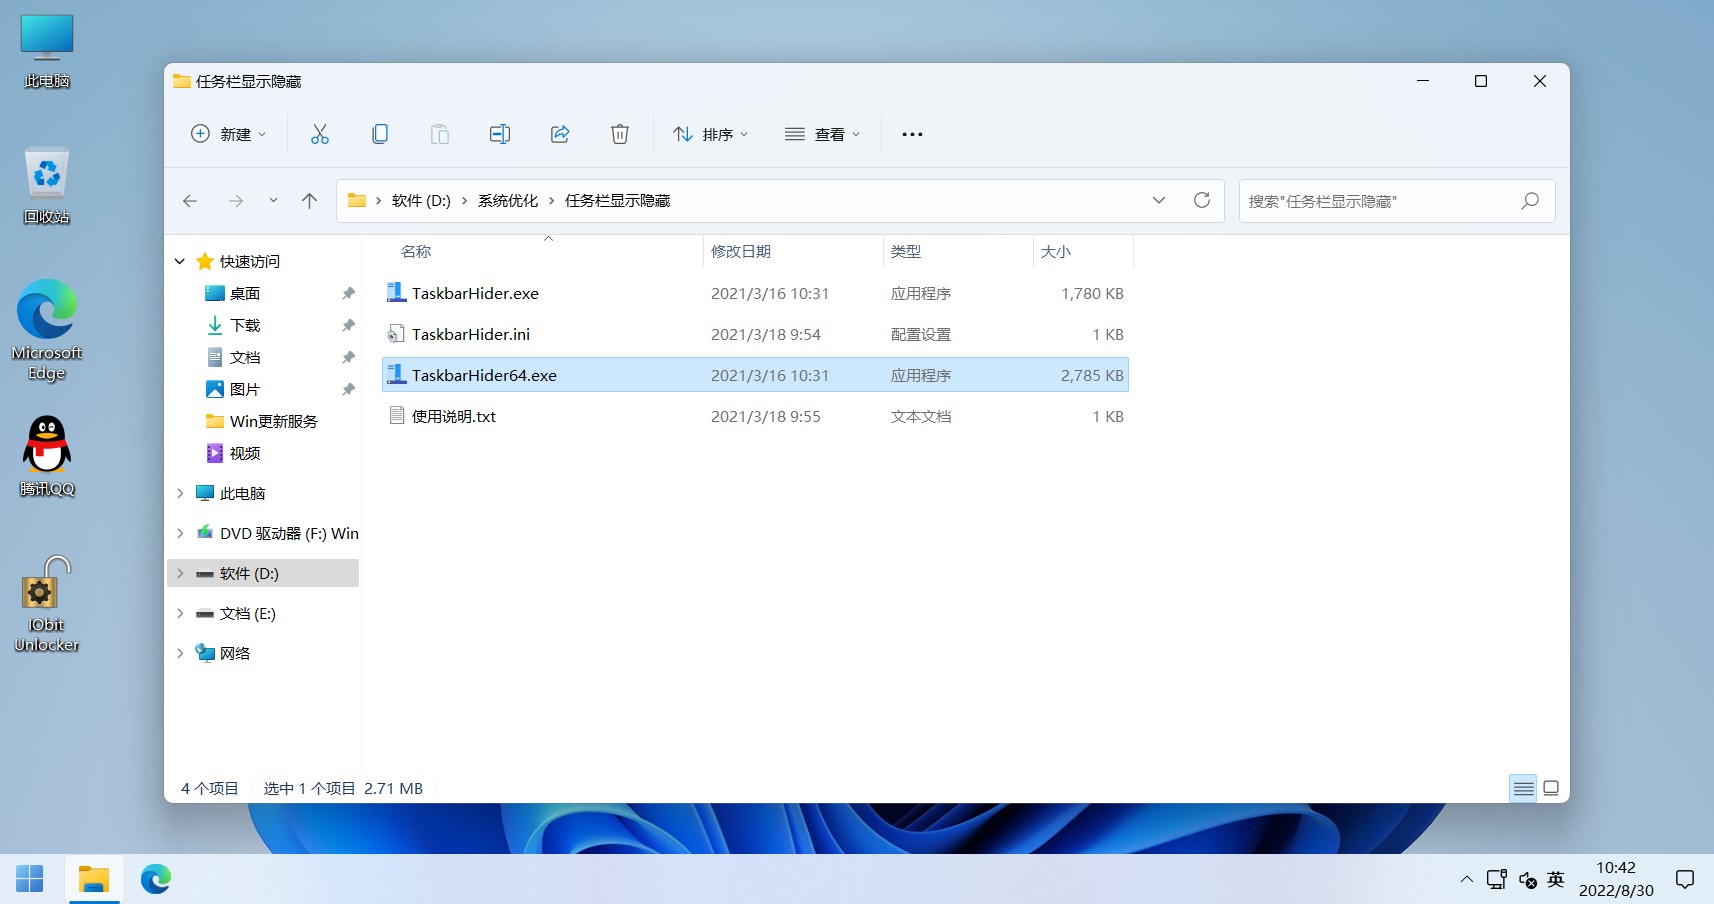 此电脑
回收站
Microsoft
Edge
腾讯QQ
IObit
Unlocker
任务栏显示隐藏
新建
排序
查看
软件 (D:)
系统优化
任务栏显示隐藏
搜索"任务栏显示隐藏"
快速访问
桌面
下载
文档
图片
Win更新服务
视频
此电脑
DVD 驱动器 (F:) Win
软件 (D:)
文档 (E:)
网络
名称 修改日期 类型 大小
TaskbarHider.exe 2021/3/16 10:31 应用程序 1,780 KB
TaskbarHider.ini 2021/3/18 9:54 配置设置 1 KB
TaskbarHider64.exe 2021/3/16 10:31 应用程序 2,785 KB
使用说明.txt 2021/3/18 9:55 文本文档 1 KB
4 个项目 选中 1 个项目 2.71 MB
英
10:42
2022/8/30